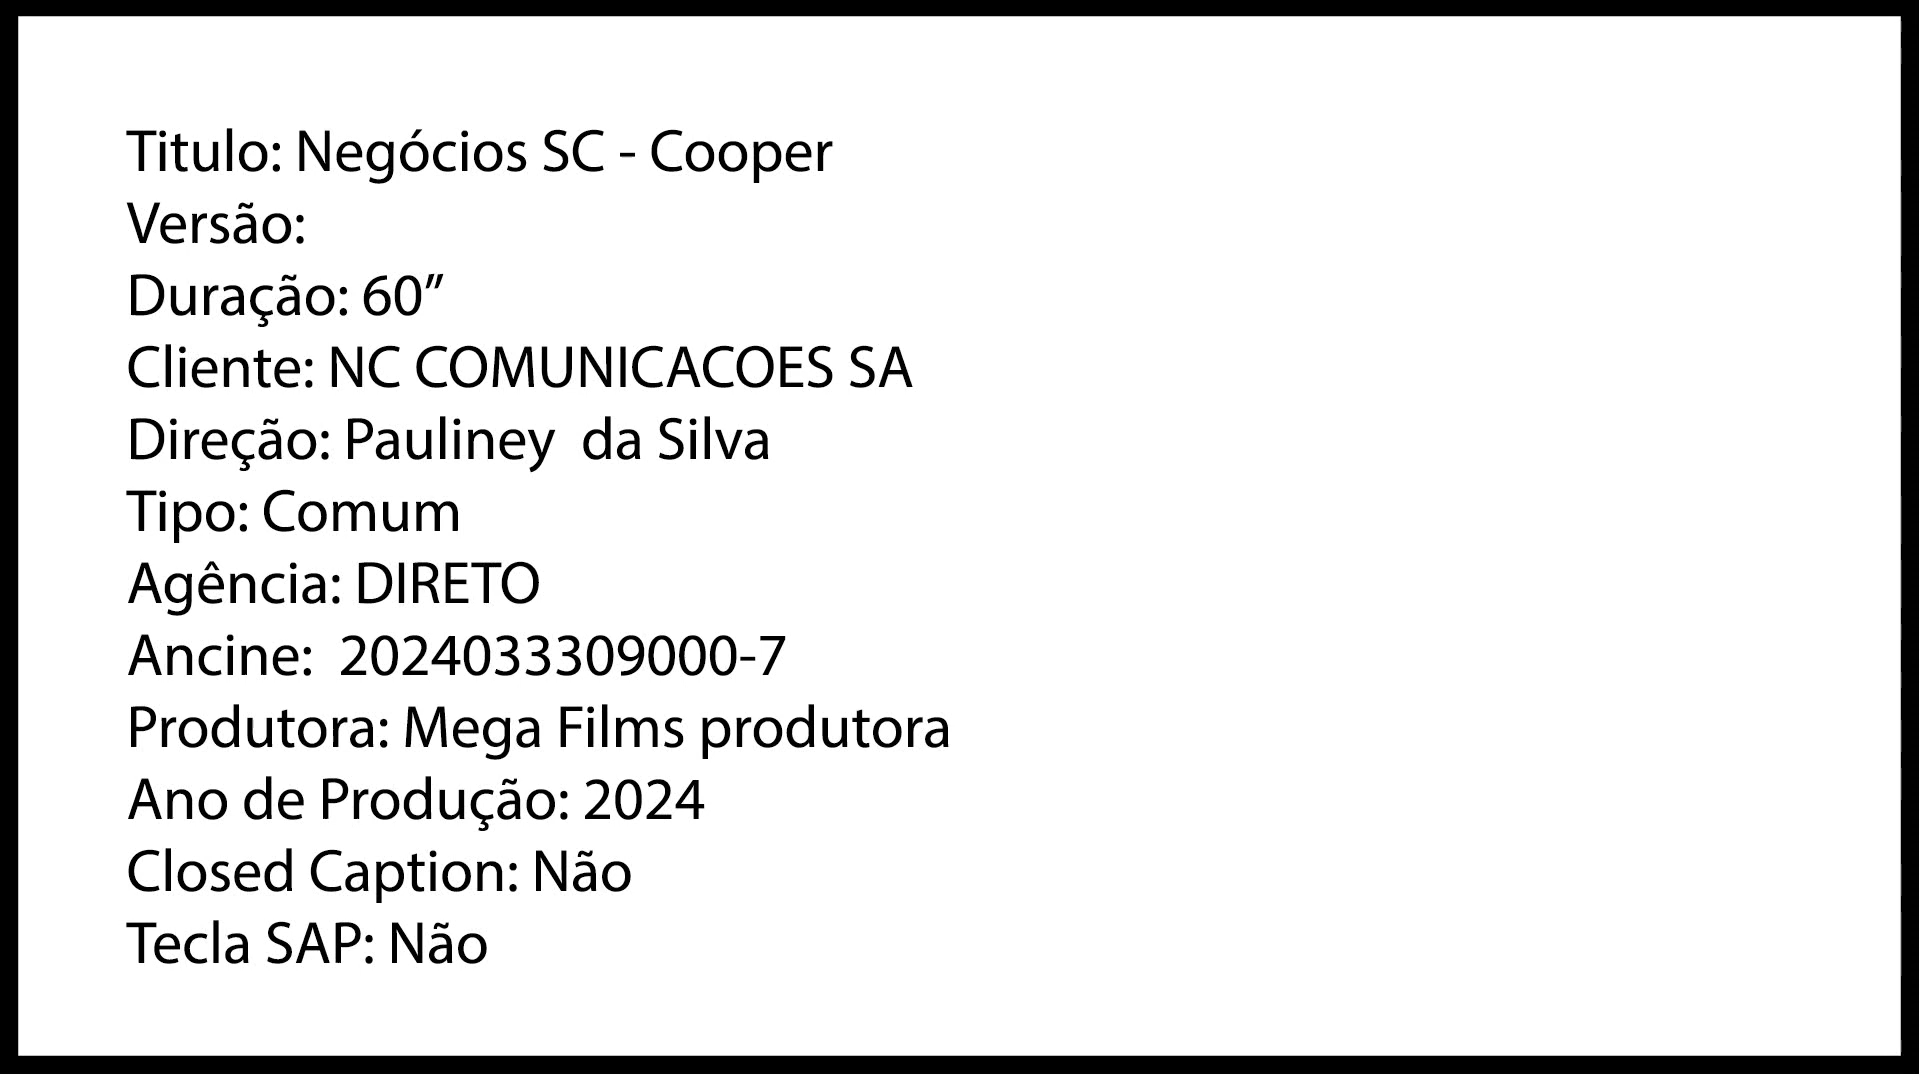 Titulo: Negócios SC - Cooper
Versão:
Duração: 60”
Cliente: NC COMUNICACOES SA
Direção: Pauliney  da Silva
Tipo: Comum
Agência: DIRETO
Ancine:  2024033309000-7
Produtora: Mega Films produtora
Ano de Produção: 2024
Closed Caption: Não
Tecla SAP: Não